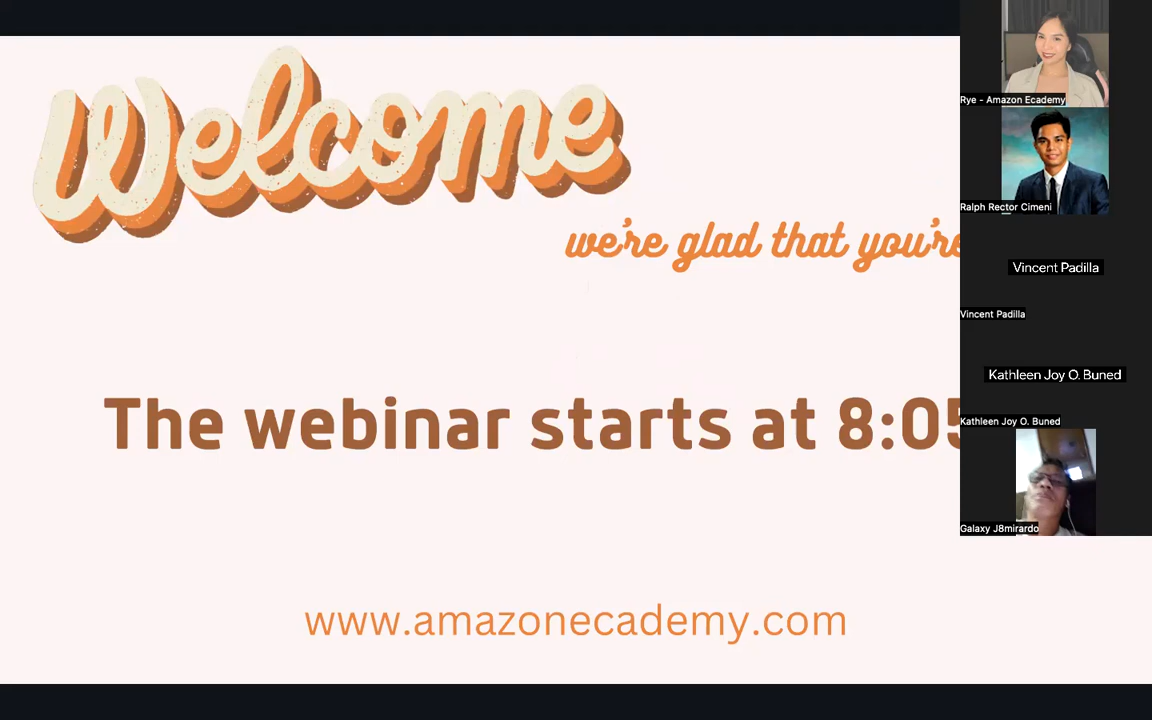 Welcome
we're glad that you're
The webinar starts at 8:05
www.amazonecademy.com
Rye - Amazon Ecademy
Ralph Rector Cimeni
Vincent Padilla
Vincent Padilla
Kathleen Joy O. Buned
Kathleen Joy O. Buned
Galaxy J8mirardo